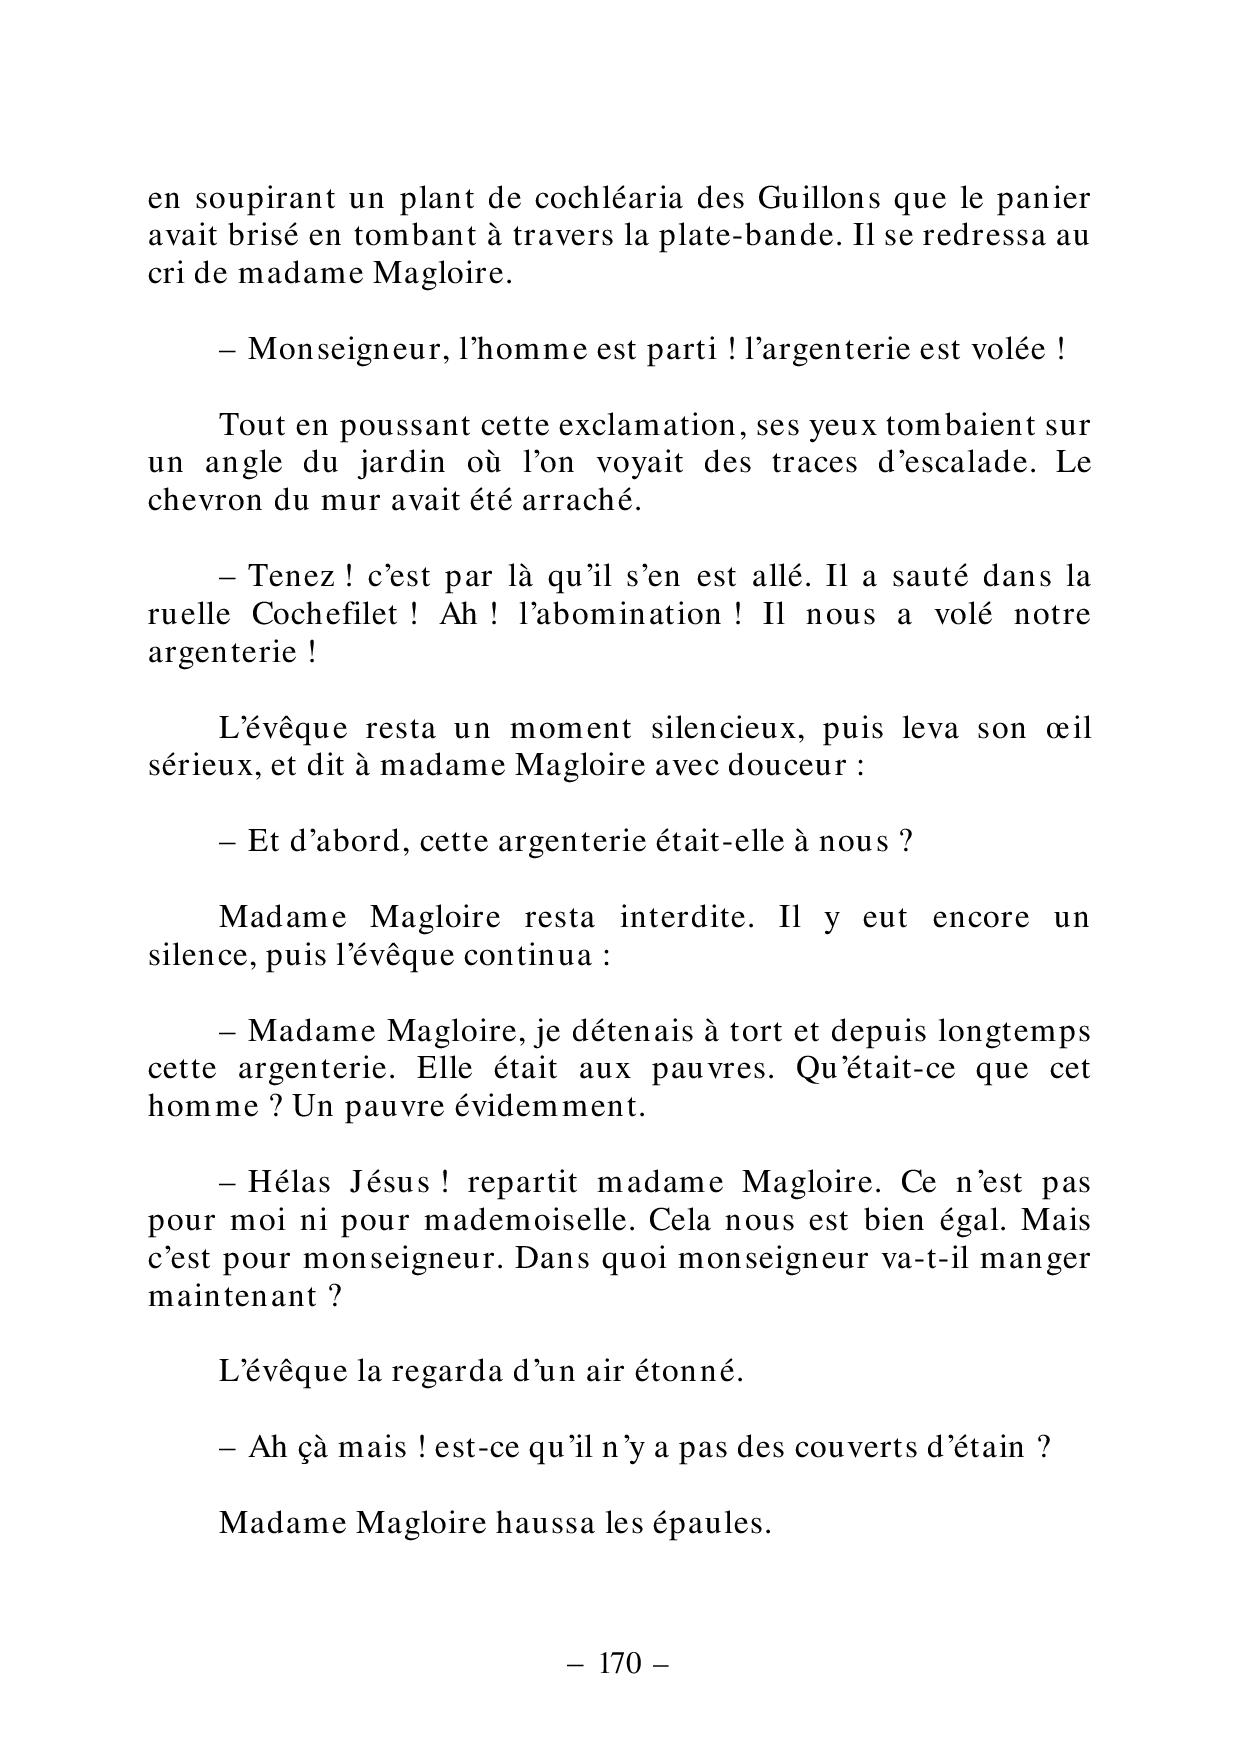 en soupirant un plant de cochléaria des Guillons que le panier
avait brisé en tombant à travers la plate-bande. Il se redressa au
cri de madame Magloire.
– Monseigneur, l’homme est parti ! l’argenterie est volée !
Tout en poussant cette exclamation, ses yeux tombaient sur
un angle du jardin où l’on voyait des traces d’escalade. Le
chevron du mur avait été arraché.
– Tenez ! c’est par là qu’il s’en est allé. Il a sauté dans la
ruelle Cochefilet ! Ah ! l’abomination ! Il nous a volé notre
argenterie !
L’évêque resta un moment silencieux, puis leva son œil
sérieux, et dit à madame Magloire avec douceur :
– Et d’abord, cette argenterie était-elle à nous ?
Madame Magloire resta interdite. Il y eut encore un
silence, puis l’évêque continua :
– Madame Magloire, je détenais à tort et depuis longtemps
cette argenterie. Elle était aux pauvres. Qu’était-ce que cet
homme ? Un pauvre évidemment.
– Hélas Jésus ! repartit madame Magloire. Ce n’est pas
pour moi ni pour mademoiselle. Cela nous est bien égal. Mais
c’est pour monseigneur. Dans quoi monseigneur va-t-il manger
maintenant ?
L’évêque la regarda d’un air étonné.
– Ah çà mais ! est-ce qu’il n’y a pas des couverts d’étain ?
Madame Magloire haussa les épaules.
– 170 –